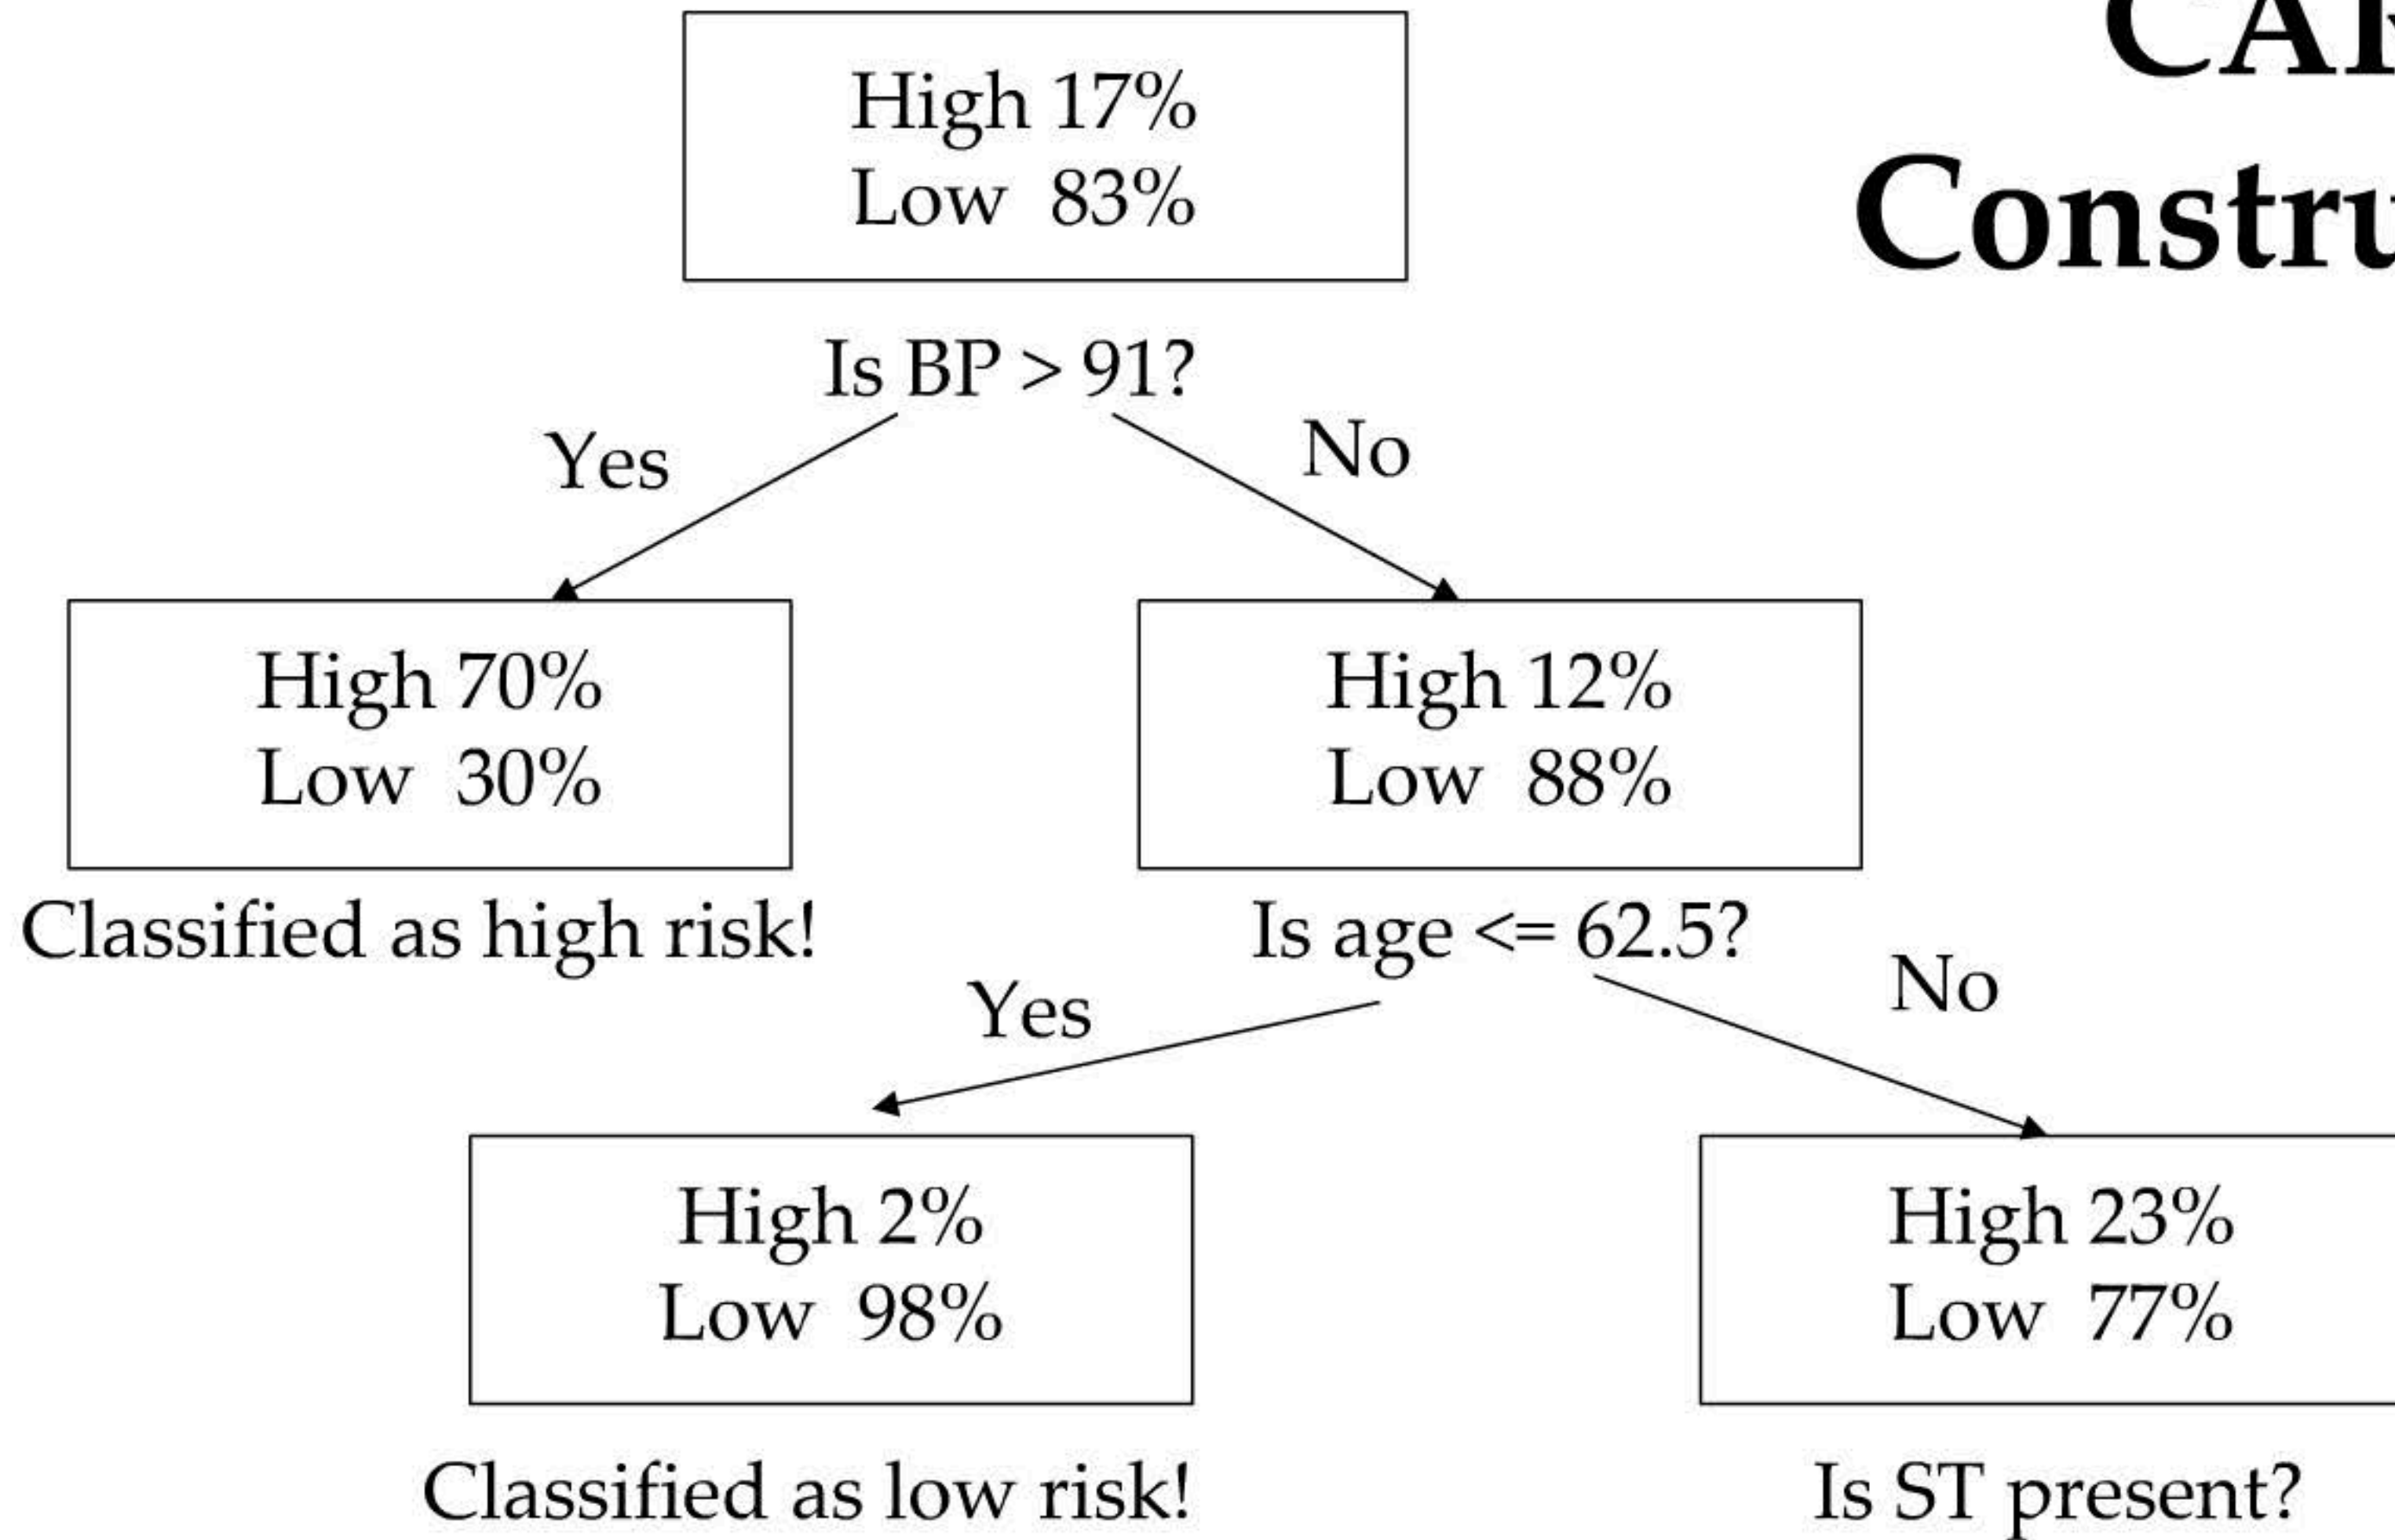 High 17%
Low 83%
Is BP > 91?
Yes
No
High 70%
Low 30%
Classified as high risk!
High 12%
Low 88%
Is age <= 62.5?
Yes
No
High 2%
Low 98%
Classified as low risk!
High 23%
Low 77%
Is ST present?